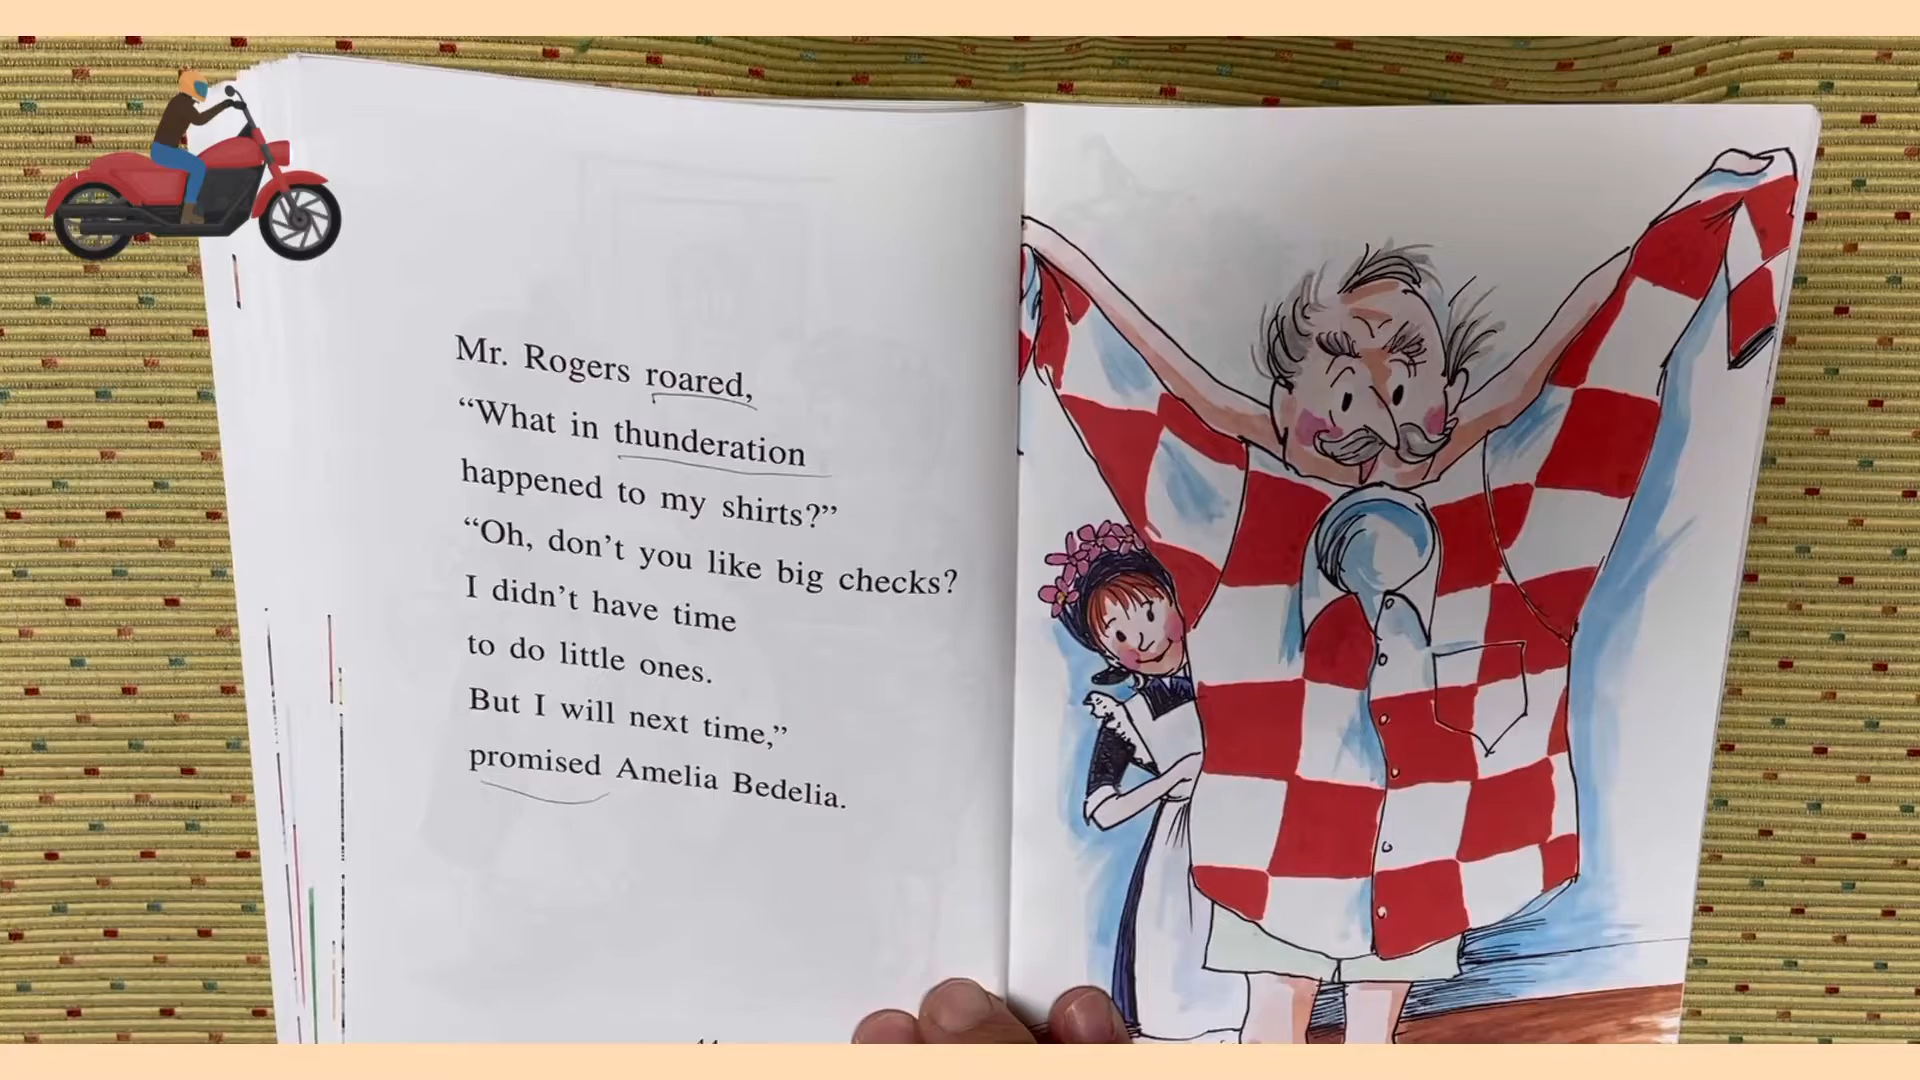 Mr. Rogers roared,
“What in thunderation
happened to my shirts?”
“Oh, don’t you like big checks?
I didn’t have time
to do little ones.
But I will next time,”
promised Amelia Bedelia.